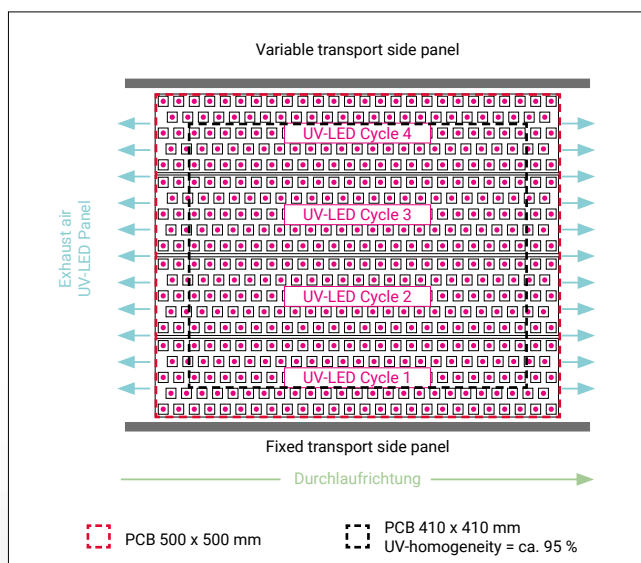 Variable transport side panel
UV-LED Cycle 4
UV-LED Cycle 3
UV-LED Cycle 2
UV-LED Cycle 1
Exhaust air
UV-LED Panel
Fixed transport side panel
Durchlaufrichtung
PCB 500 x 500 mm
PCB 410 x 410 mm
UV-homogeneity = ca. 95 %